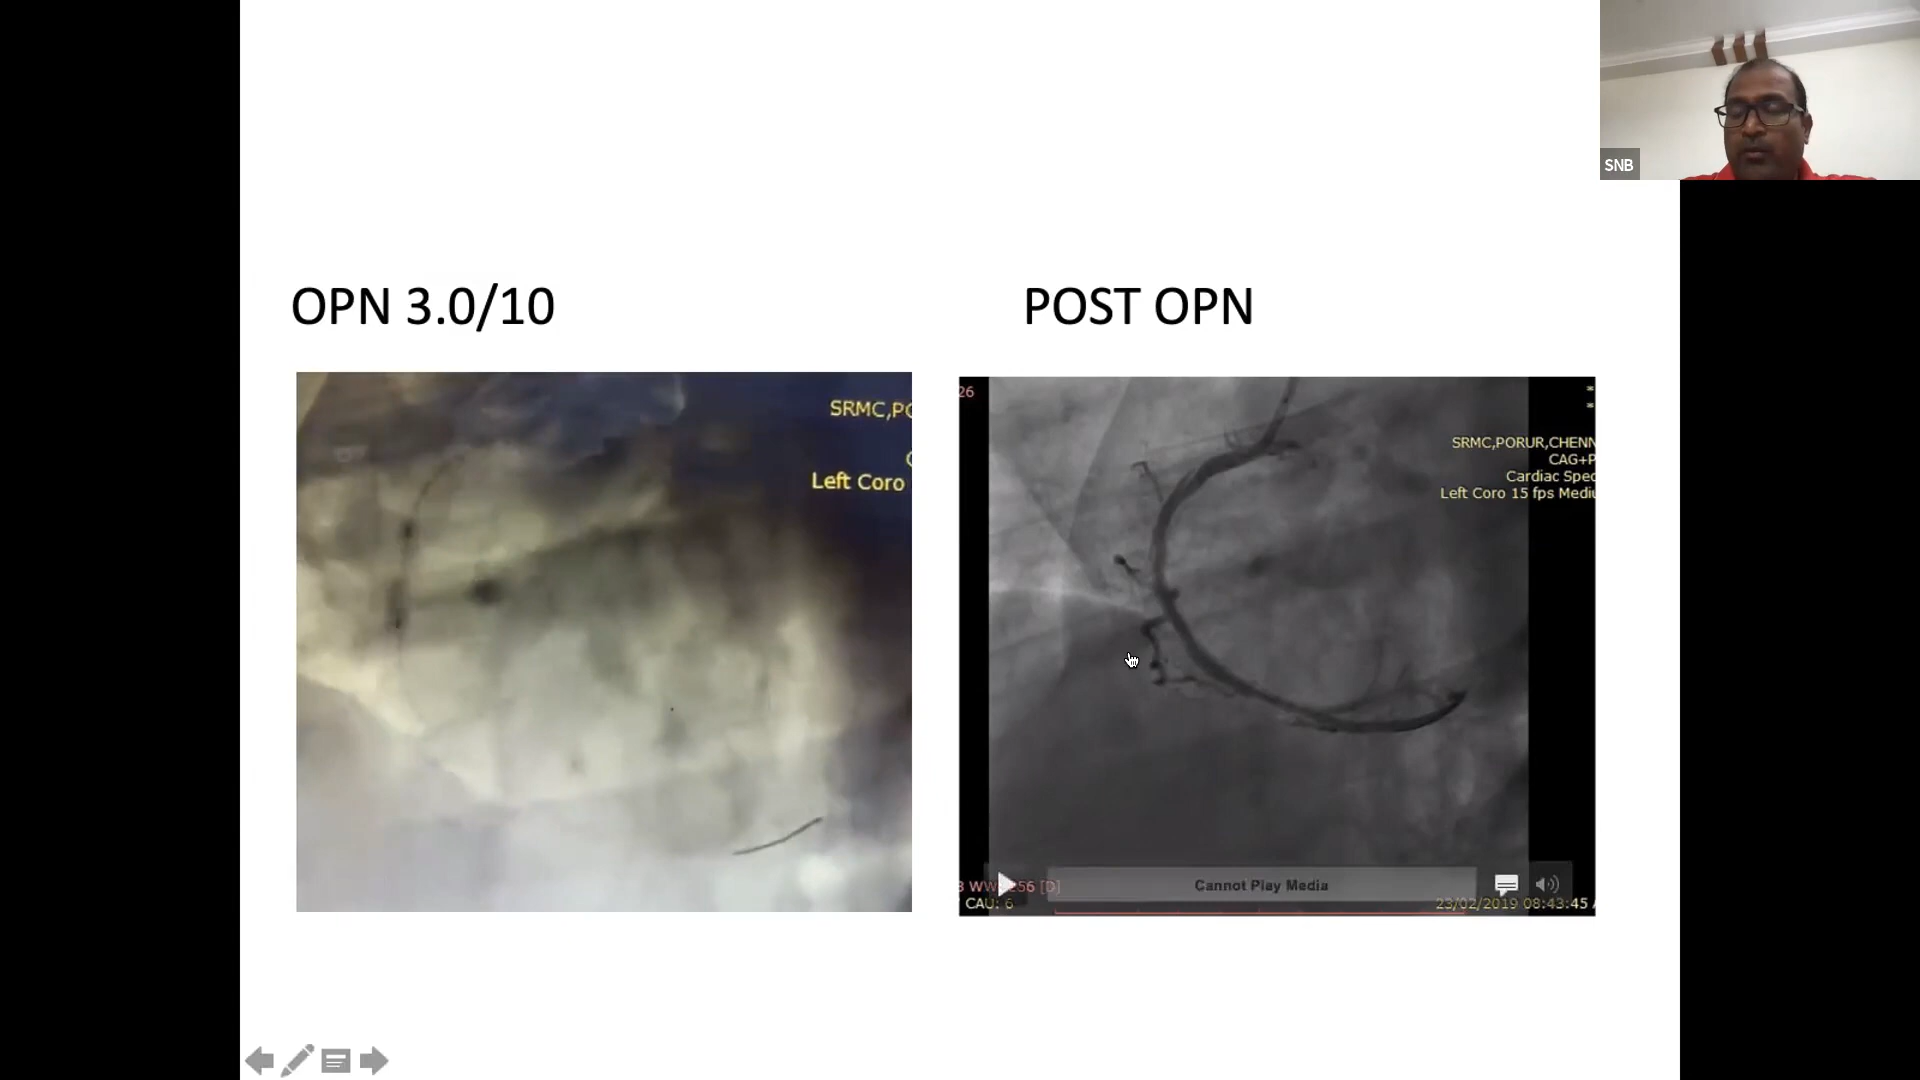 SNB
OPN 3.0/10
POST OPN
SRMC,PO
Left Coro
26
SRMC,PORUR,CHENN
CAG+P
Cardiac Spec
Left Coro 15 fps Mediu
Cannot Play Media
256 [D]
CAU: 6
23/02/2019 08:43:45